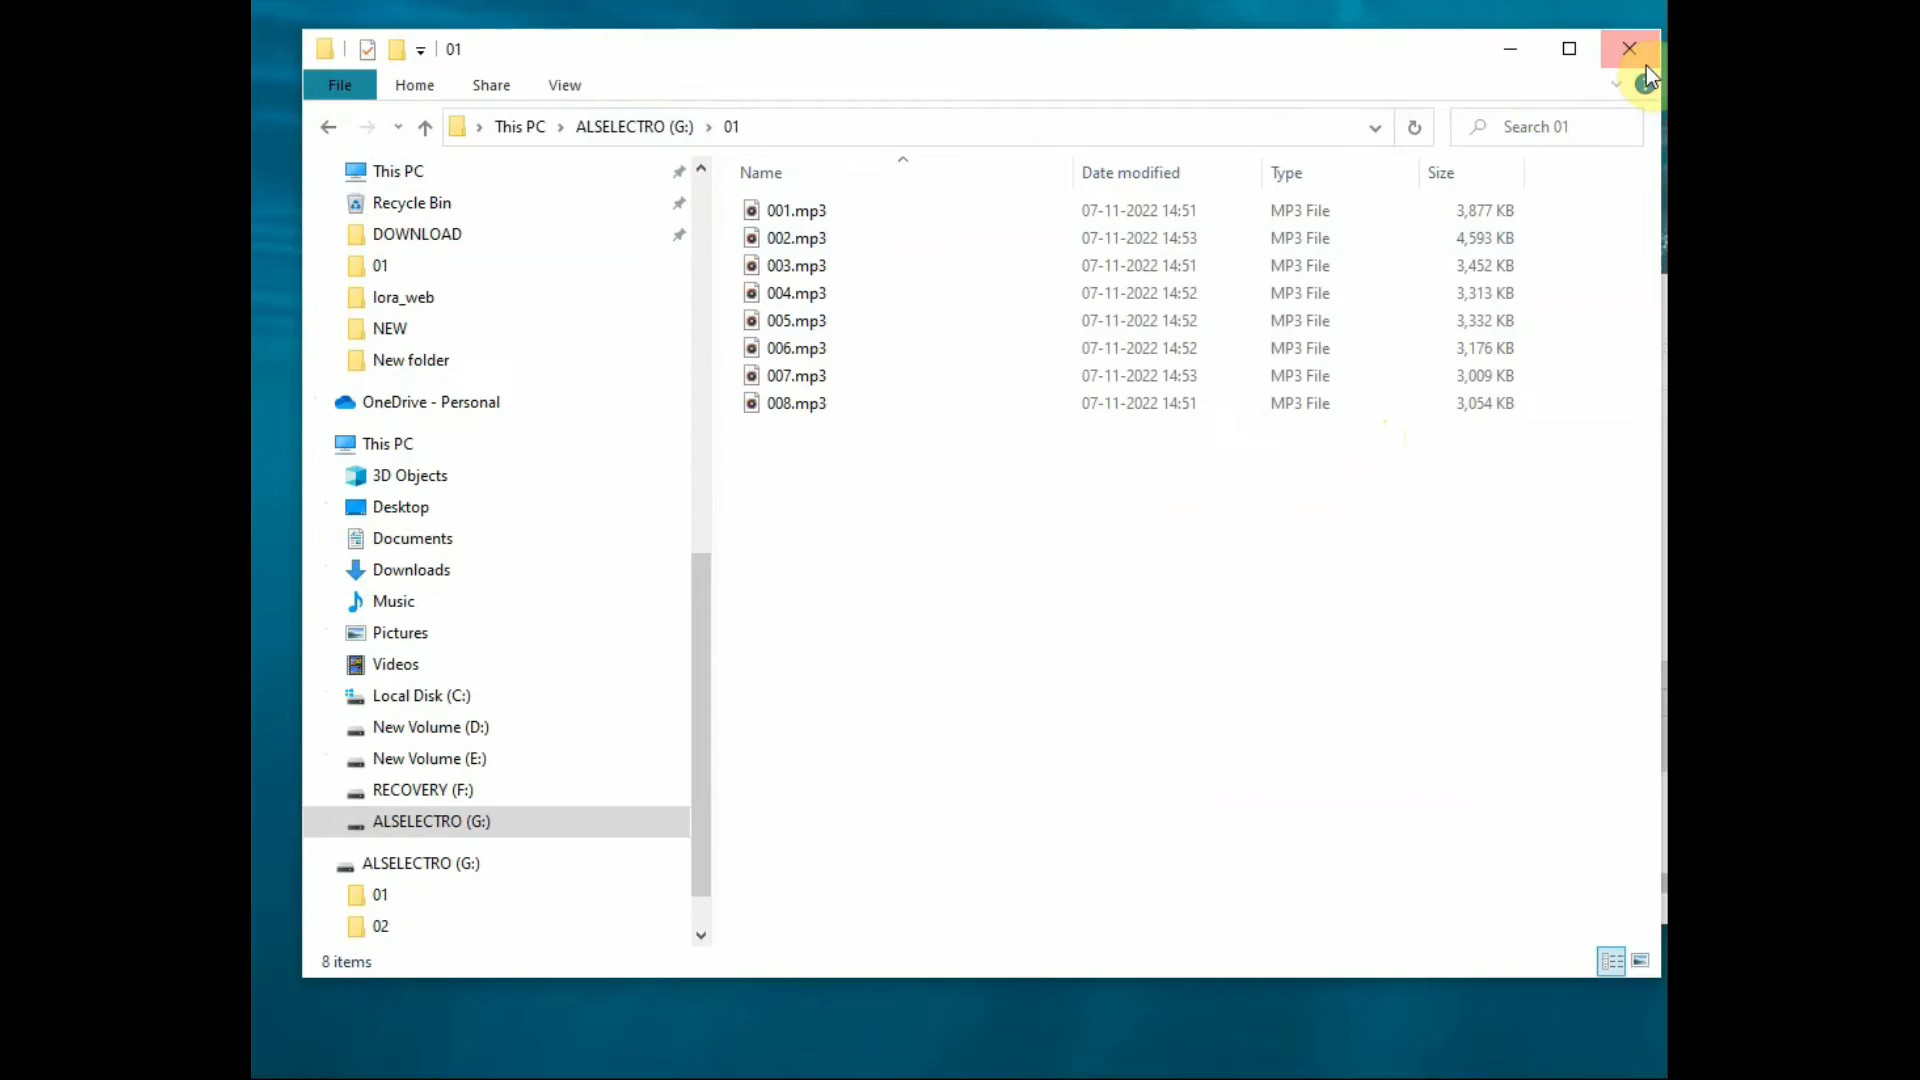 01
File Home Share View
This PC ALSELECTRO (G:) 01
Search 01
This PC
Recycle Bin
DOWNLOAD
01
lora_web
NEW
New folder
OneDrive - Personal
This PC
3D Objects
Desktop
Documents
Downloads
Music
Pictures
Videos
Local Disk (C:)
New Volume (D:)
New Volume (E:)
RECOVERY (F:)
ALSELECTRO (G:)
ALSELECTRO (G:)
01
02
Name Date modified Type Size
001.mp3 07-11-2022 14:51 MP3 File 3,877 KB
002.mp3 07-11-2022 14:53 MP3 File 4,593 KB
003.mp3 07-11-2022 14:51 MP3 File 3,452 KB
004.mp3 07-11-2022 14:52 MP3 File 3,313 KB
005.mp3 07-11-2022 14:52 MP3 File 3,332 KB
006.mp3 07-11-2022 14:52 MP3 File 3,176 KB
007.mp3 07-11-2022 14:53 MP3 File 3,009 KB
008.mp3 07-11-2022 14:51 MP3 File 3,054 KB
8 items